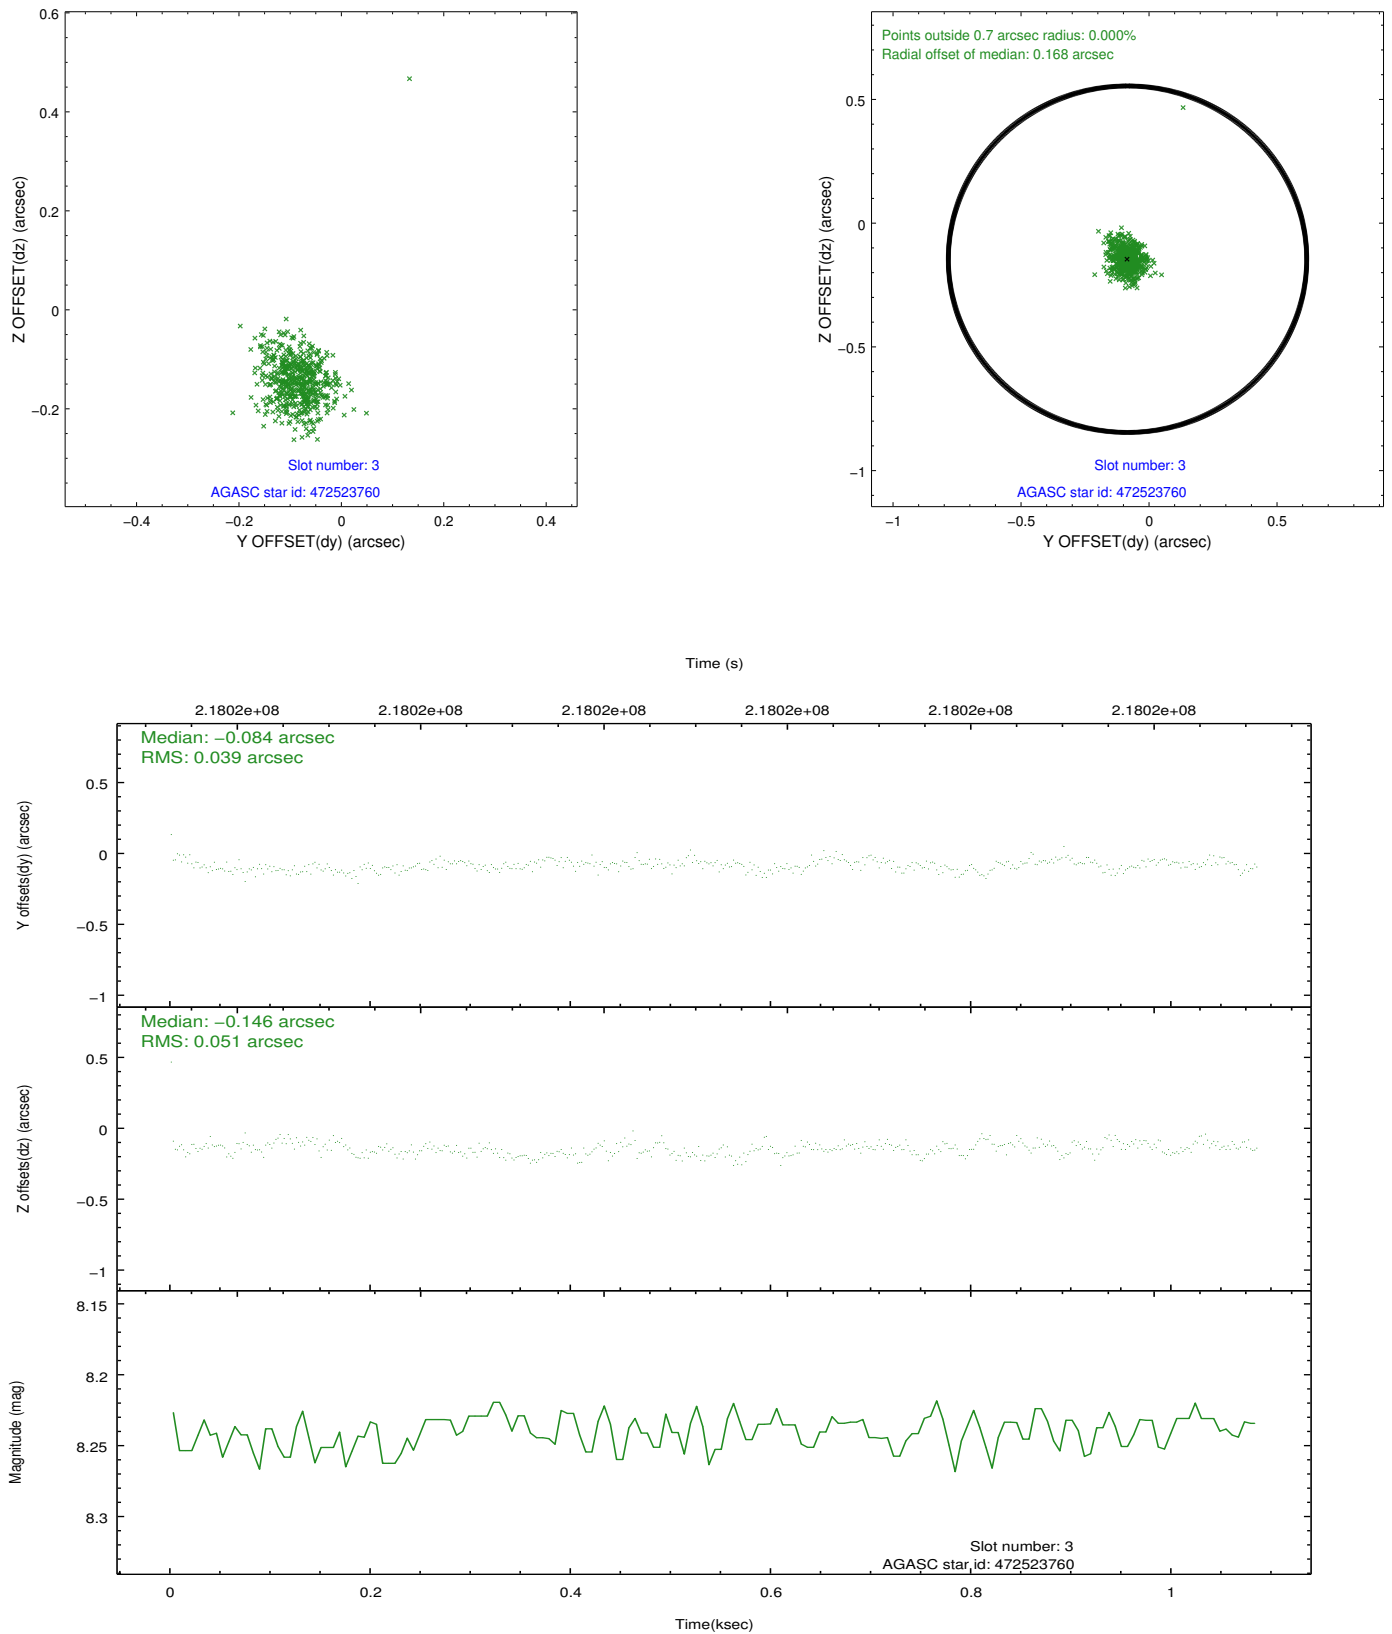 0.6
0.4
0.2
0
−0.2
Z OFFSET(dz) (arcsec)
Slot number: 3
AGASC star id: 472523760
−0.4
−0.2
0
0.2
0.4
Y OFFSET(dy) (arcsec)
Points outside 0.7 arcsec radius: 0.000%
Radial offset of median: 0.168 arcsec
0.5
0
−0.5
−1
Z OFFSET(dz) (arcsec)
Slot number: 3
AGASC star id: 472523760
−1
−0.5
0
0.5
Y OFFSET(dy) (arcsec)
Time (s)
2.1802e+08
2.1802e+08
2.1802e+08
2.1802e+08
2.1802e+08
2.1802e+08
Median: −0.084 arcsec
RMS: 0.039 arcsec
0.5
0
−0.5
−1
Y offsets(dy) (arcsec)
Median: −0.146 arcsec
RMS: 0.051 arcsec
0.5
0
−0.5
−1
Z offsets(dz) (arcsec)
8.15
8.2
8.25
8.3
Magnitude (mag)
Slot number: 3
AGASC star id: 472523760
0
0.2
0.4
0.6
0.8
1
Time(ksec)